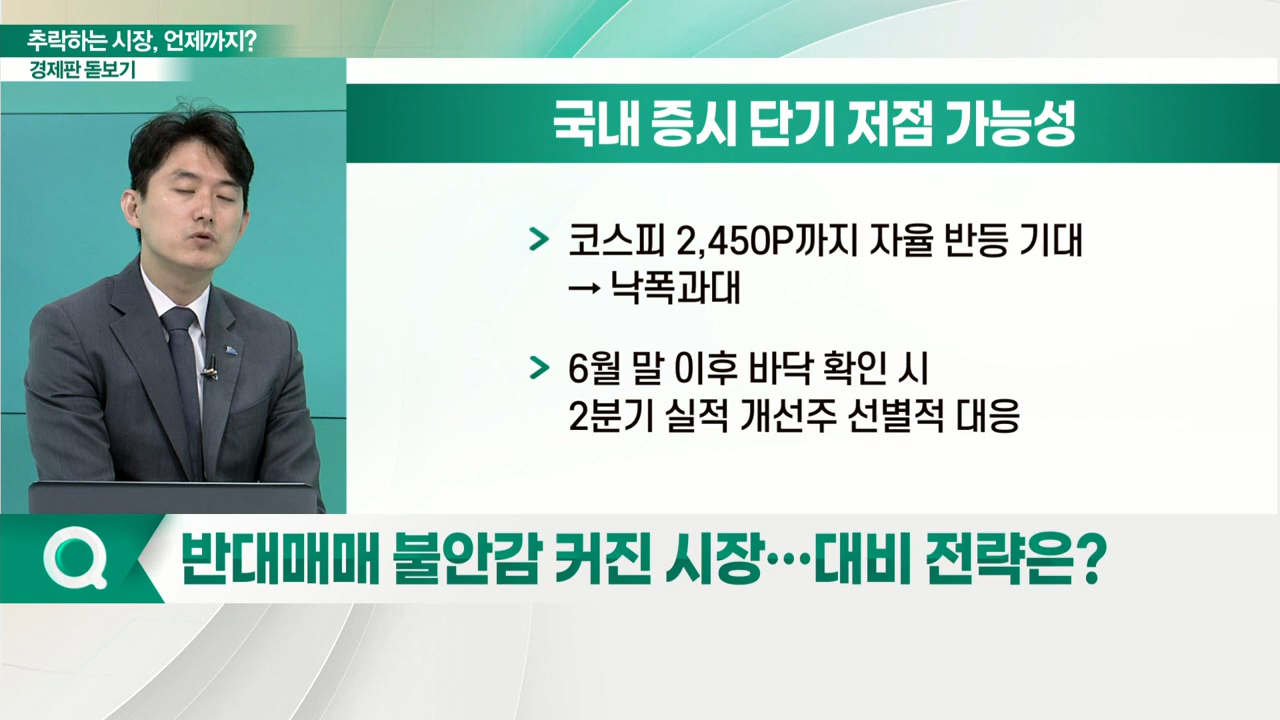 추락하는 시장, 언제까지?
경제판 돋보기
국내 증시 단기 저점 가능성
> 코스피 2,450P까지 자율 반등 기대
→ 낙폭과대
> 6월 말 이후 바닥 확인 시
2분기 실적 개선주 선별적 대응
Q 반대매매 불안감 커진 시장…대비 전략은?